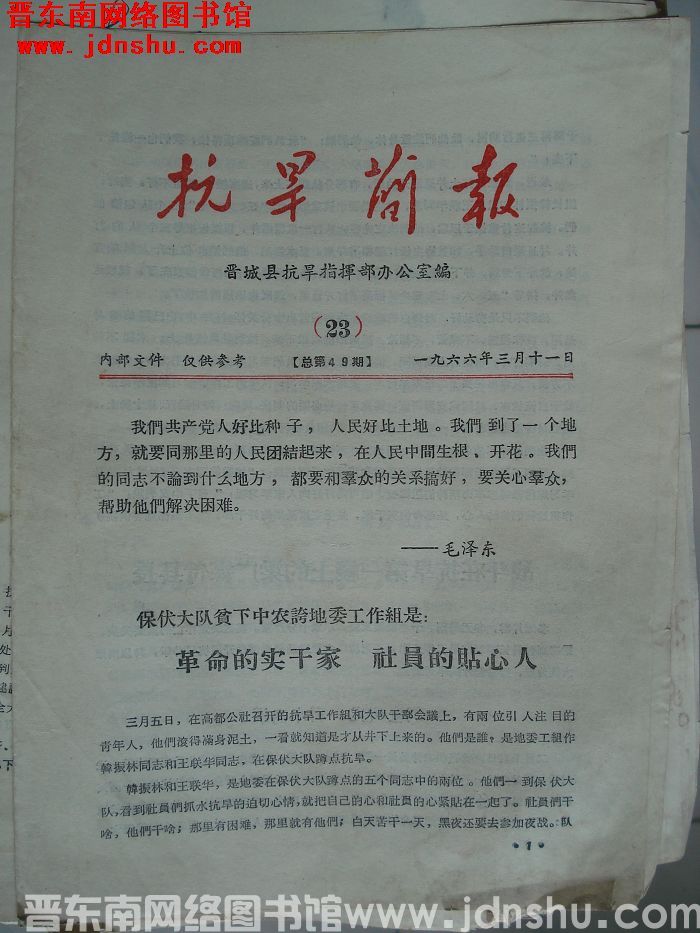 晋东南网络图书馆
www.jdnshu.com
抗旱简报
晋城县抗旱指揮部办公室編
(23)
内部文件 仅供参考 【总第49期】 一九六六年三月十一日
我們共产党人好比种子，人民好比土地。我們到了一个地
方，就要同那里的人民团結起来，在人民中間生根、开花。我們
的同志不論到什么地方，都要和羣众的关系搞好，要关心羣众，
帮助他們解决困难。
——毛泽东
保伏大队貧下中农誇地委工作組是：
革命的实干家 社員的貼心人
三月五日，在高都公社召开的抗旱工作組和大队干部会議上，有兩位引人注目的
青年人，他們滾得滿身泥土，一看就知道是才从井下上来的。他們是誰？是地委工組作
韓振林同志和王联华同志，在保伏大队蹲点抗旱。
韓振林和王联华，是地委在保伏大队蹲点的五个同志中的兩位。他們一到保伏大
队，看到社員們抓水抗旱的迫切心情，就把自己的心和社員的心紧貼在一起了。社員們干
啥，他們干啥；那里有困难，那里就有他們；白天苦干一天，黑夜还要去参加夜战。队
·1·
晋东南网络图书馆www.jdnshu.com